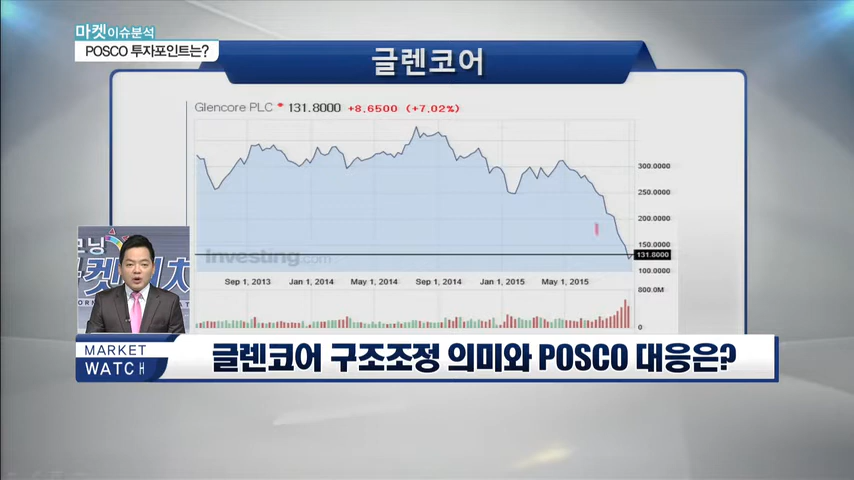 마켓이슈분석
POSCO 투자포인트는?
글렌코어
Glencore PLC 131.8000 +8.6500 (+7.02%)
300.0000
250.0000
200.0000
150.0000
131.8000
100.0000
Investing.com
Sep 1, 2013 Jan 1, 2014 May 1, 2014 Sep 1, 2014 Jan 1, 2015 May 1, 2015
800.0M
0
모닝
MARKET
WATCH
글렌코어 구조조정 의미와 POSCO 대응은?